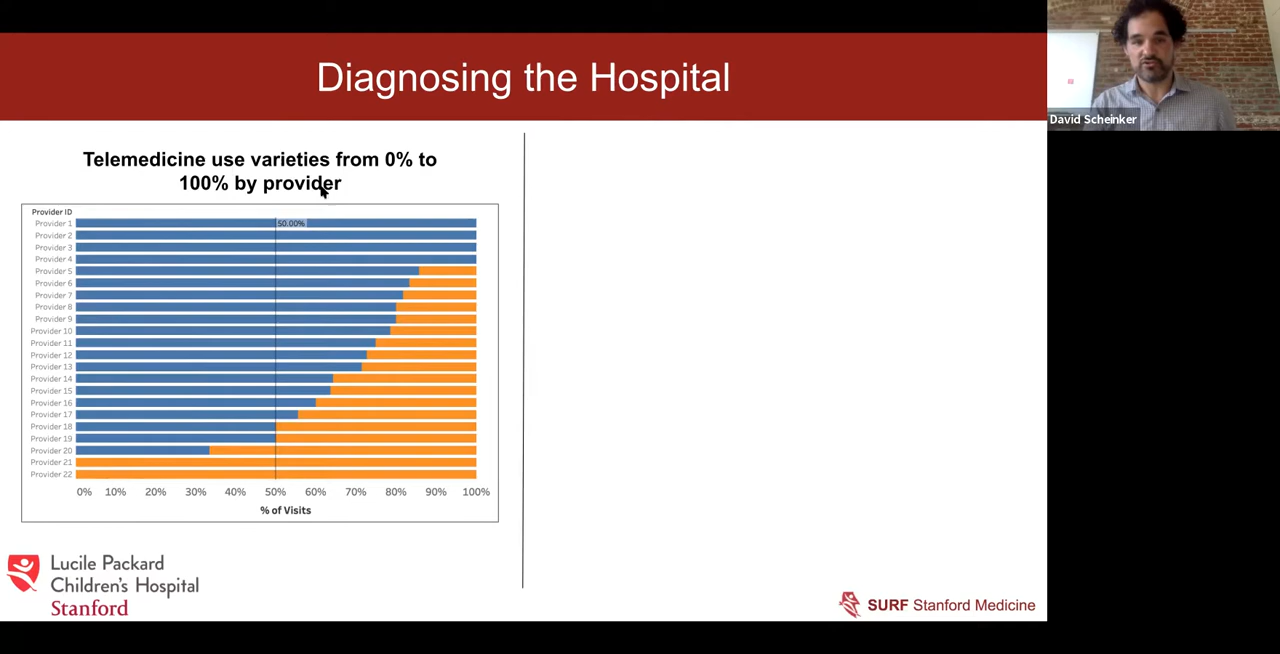 Diagnosing the Hospital
David Scheinker
Telemedicine use varieties from 0% to
100% by provider
Provider ID
Provider 1
50.00%
Provider 2
Provider 3
Provider 4
Provider 5
Provider 6
Provider 7
Provider 8
Provider 9
Provider 10
Provider 11
Provider 12
Provider 13
Provider 14
Provider 15
Provider 16
Provider 17
Provider 18
Provider 19
Provider 20
Provider 21
Provider 22
0% 10% 20% 30% 40% 50% 60% 70% 80% 90% 100%
% of Visits
Lucile Packard
Children's Hospital
Stanford
SURF Stanford Medicine